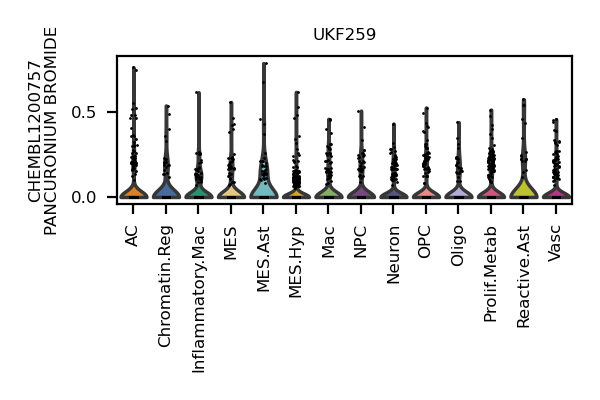 UKF259
CHEMBL1200757
PANCURONIUM BROMIDE
0.5
0.0
AC
Chromatin.Reg
Inflammatory.Mac
MES
MES.Ast
MES.Hyp
Mac
NPC
Neuron
OPC
Oligo
Prolif.Metab
Reactive.Ast
Vasc